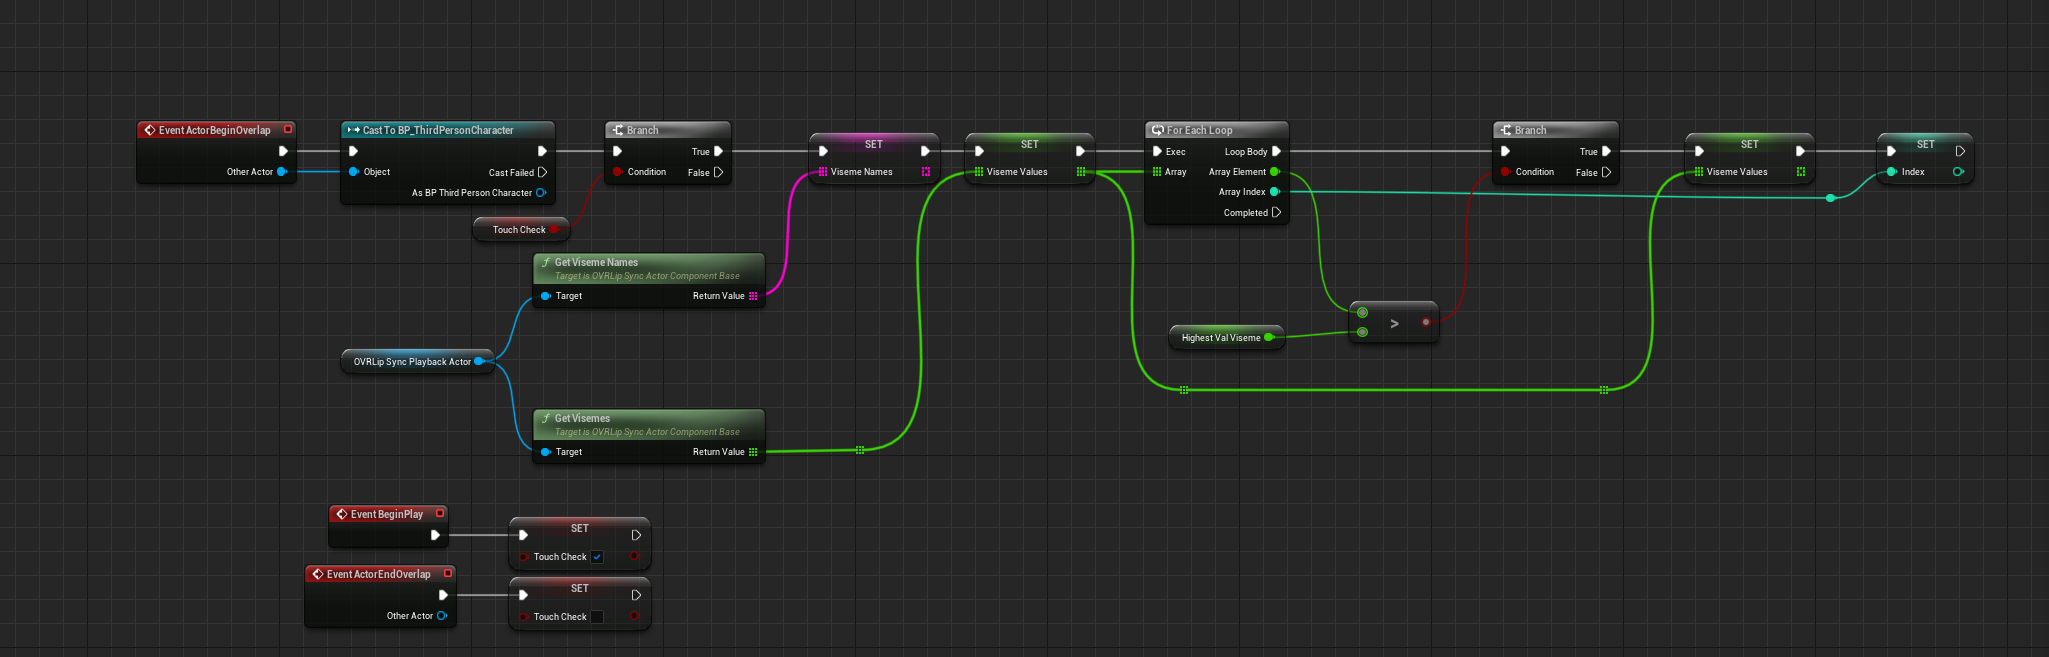 Event ActorBeginOverlap
Other Actor
Cast To BP_ThirdPersonCharacter
Object
Cast Failed
As BP Third Person Character
Touch Check
Branch
True
Condition
False
SET
Viseme Names
SET
Viseme Values
For Each Loop
Exec
Loop Body
Array
Array Element
Array Index
Completed
Branch
True
Condition
False
SET
Viseme Values
SET
Index
Get Viseme Names
Target is OVRLip Sync Actor Component Base
Target
Return Value
Highest Val Viseme
>
OVRLip Sync Playback Actor
Get Visemes
Target is OVRLip Sync Actor Component Base
Target
Return Value
Event BeginPlay
SET
Touch Check
Event ActorEndOverlap
Other Actor
SET
Touch Check